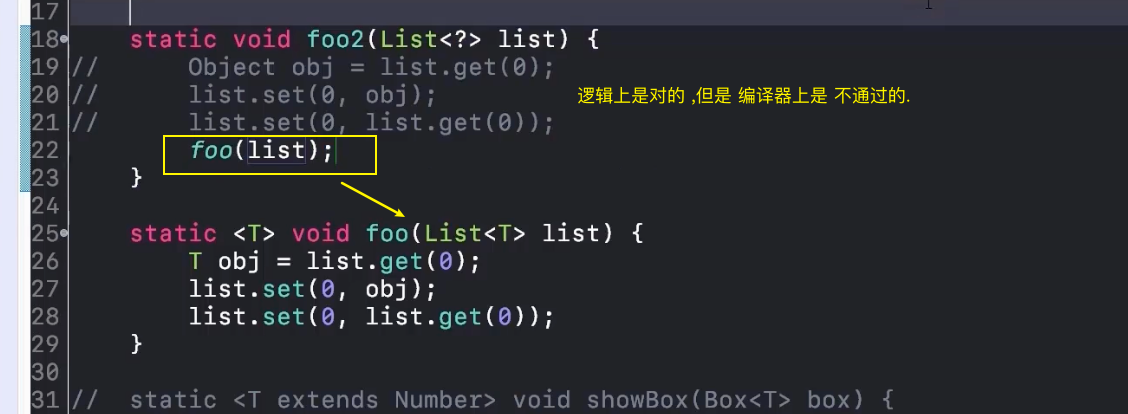 17
18 static void foo2(List<?> list) {
19 // Object obj = list.get(0);
20 // list.set(0, obj); 逻辑上是对的 ,但是 编译器上是 不通过的.
21 // list.set(0, list.get(0));
22 foo(list);
23 }
24
25 static <T> void foo(List<T> list) {
26 T obj = list.get(0);
27 list.set(0, obj);
28 list.set(0, list.get(0));
29 }
30
31 // static <T extends Number> void showBox(Box<T> box) {